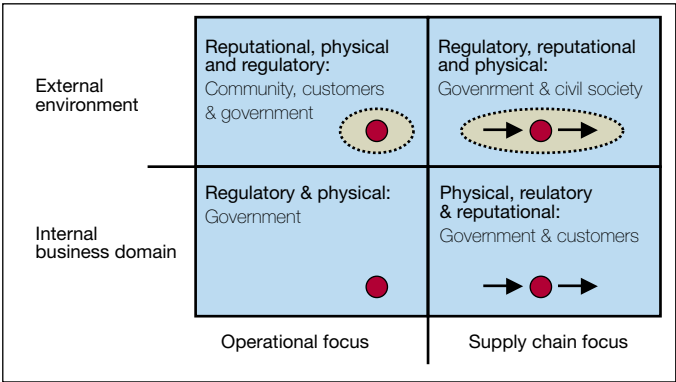 External
environment
Reputational, physical
and regulatory:
Community, customers
& government
Regulatory, reputational
and physical:
Govenrment & civil society
Internal
business domain
Regulatory & physical:
Government
Physical, reulatory
& reputational:
Government & customers
Operational focus
Supply chain focus